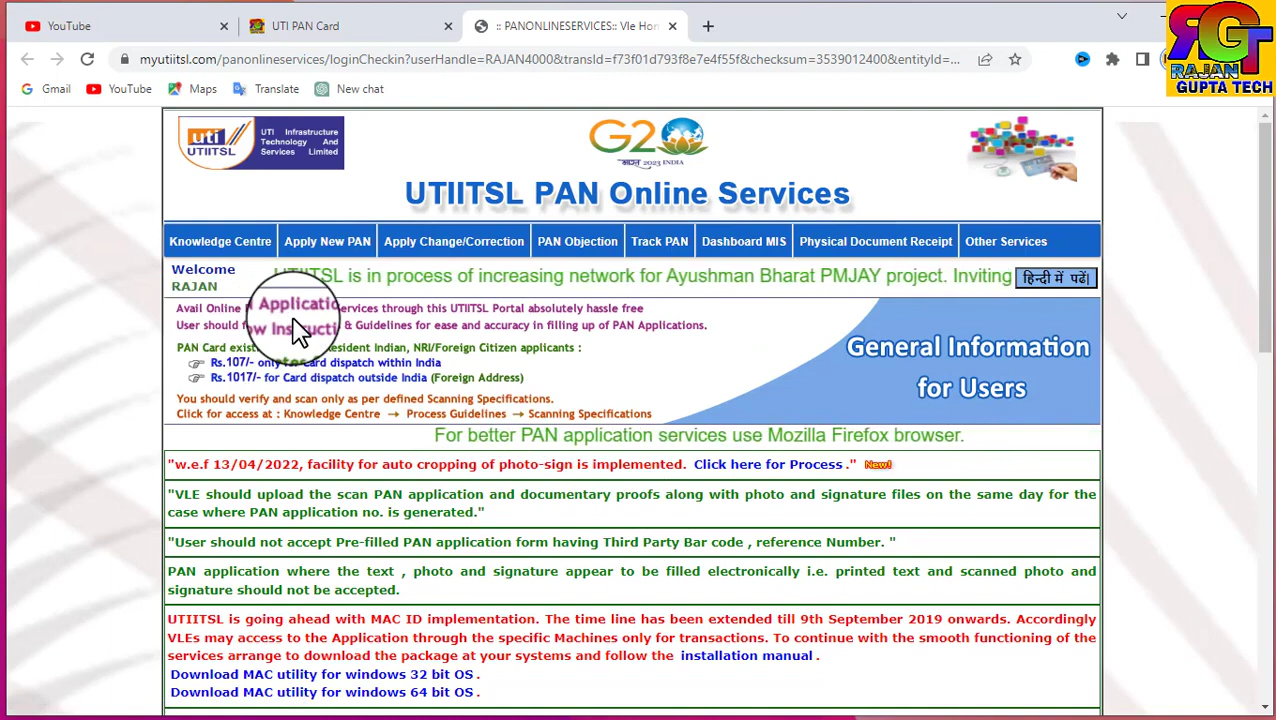 YouTube
UTI PAN Card
:: PANONLINESERVICES:: Vle Hon
myutiitsl.com/panonlineservices/loginCheckin?userHandle=RAJAN4000&transId=f73f01d793f8e7e4f55f&checksum=3539012400&entityId=...
Gmail
YouTube
Maps
Translate
New chat
RGT
RAJAN
GUPTA TECH
uti
UTIITSL
UTI Infrastructure
Technology And
Services Limited
G20
भारत 2023 INDIA
UTIITSL PAN Online Services
Knowledge Centre
Apply New PAN
Apply Change/Correction
PAN Objection
Track PAN
Dashboard MIS
Physical Document Receipt
Other Services
Welcome
RAJAN
UTIITSL is in process of increasing network for Ayushman Bharat PMJAY project. Inviting
हिन्दी में पढें|
Avail Online Applicatio ervices through this UTIITSL Portal absolutely hassle free
User should f ow Instructi & Guidelines for ease and accuracy in filling up of PAN Applications.
PAN Card exis esident Indian, NRI/Foreign Citizen applicants :
Rs.107/- only for Card dispatch within India
Rs.1017/- for Card dispatch outside India (Foreign Address)
You should verify and scan only as per defined Scanning Specifications.
Click for access at : Knowledge Centre → Process Guidelines → Scanning Specifications
General Information
for Users
For better PAN application services use Mozilla Firefox browser.
"w.e.f 13/04/2022, facility for auto cropping of photo-sign is implemented. Click here for Process ." New!
"VLE should upload the scan PAN application and documentary proofs along with photo and signature files on the same day for the
case where PAN application no. is generated."
"User should not accept Pre-filled PAN application form having Third Party Bar code , reference Number. "
PAN application where the text , photo and signature appear to be filled electronically i.e. printed text and scanned photo and
signature should not be accepted.
UTIITSL is going ahead with MAC ID implementation. The time line has been extended till 9th September 2019 onwards. Accordingly
VLEs may access to the Application through the specific Machines only for transactions. To continue with the smooth functioning of the
services arrange to download the package at your systems and follow the installation manual .
Download MAC utility for windows 32 bit OS .
Download MAC utility for windows 64 bit OS .